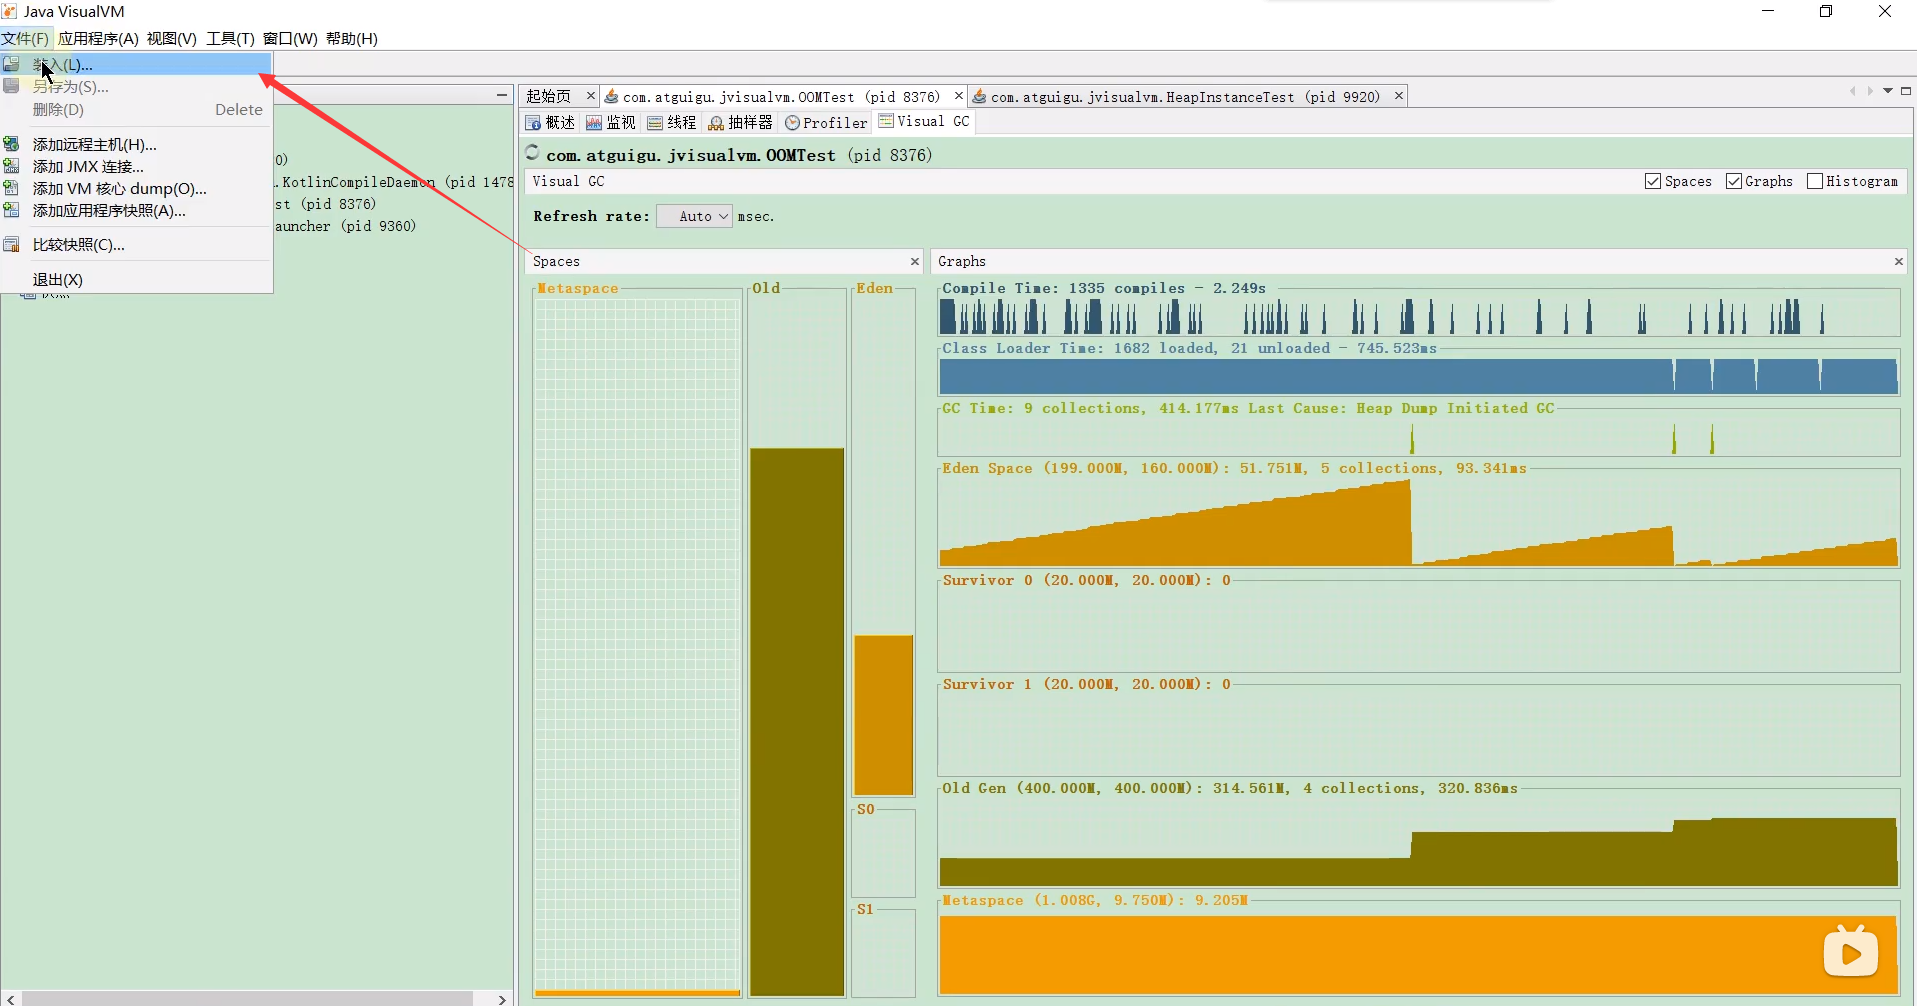 Java VisualVM
文件(F) 应用程序(A) 视图(V) 工具(T) 窗口(W) 帮助(H)
装入(L)...
另存为(S)...
删除(D) Delete
添加远程主机(H)...
添加 JMX 连接...
添加 VM 核心 dump(O)...
添加应用程序快照(A)...
比较快照(C)...
退出(X)
0)
.KotlinCompileDaemon (pid 1478
st (pid 8376)
auncher (pid 9360)
起始页 com.atguigu.jvisualvm.OOMTest (pid 8376) com.atguigu.jvisualvm.HeapInstanceTest (pid 9920)
概述 监视 线程 抽样器 Profiler Visual GC
com.atguigu.jvisualvm.OOMTest (pid 8376)
Visual GC Spaces Graphs Histogram
Refresh rate: Auto msec.
Spaces
Metaspace Old Eden
S0
S1
Graphs
Compile Time: 1335 compiles - 2.249s
Class Loader Time: 1682 loaded, 21 unloaded - 745.523ms
GC Time: 9 collections, 414.177ms Last Cause: Heap Dump Initiated GC
Eden Space (199.000M, 160.000M): 51.751M, 5 collections, 93.341ms
Survivor 0 (20.000M, 20.000M): 0
Survivor 1 (20.000M, 20.000M): 0
Old Gen (400.000M, 400.000M): 314.561M, 4 collections, 320.836ms
Metaspace (1.008G, 9.750M): 9.205M